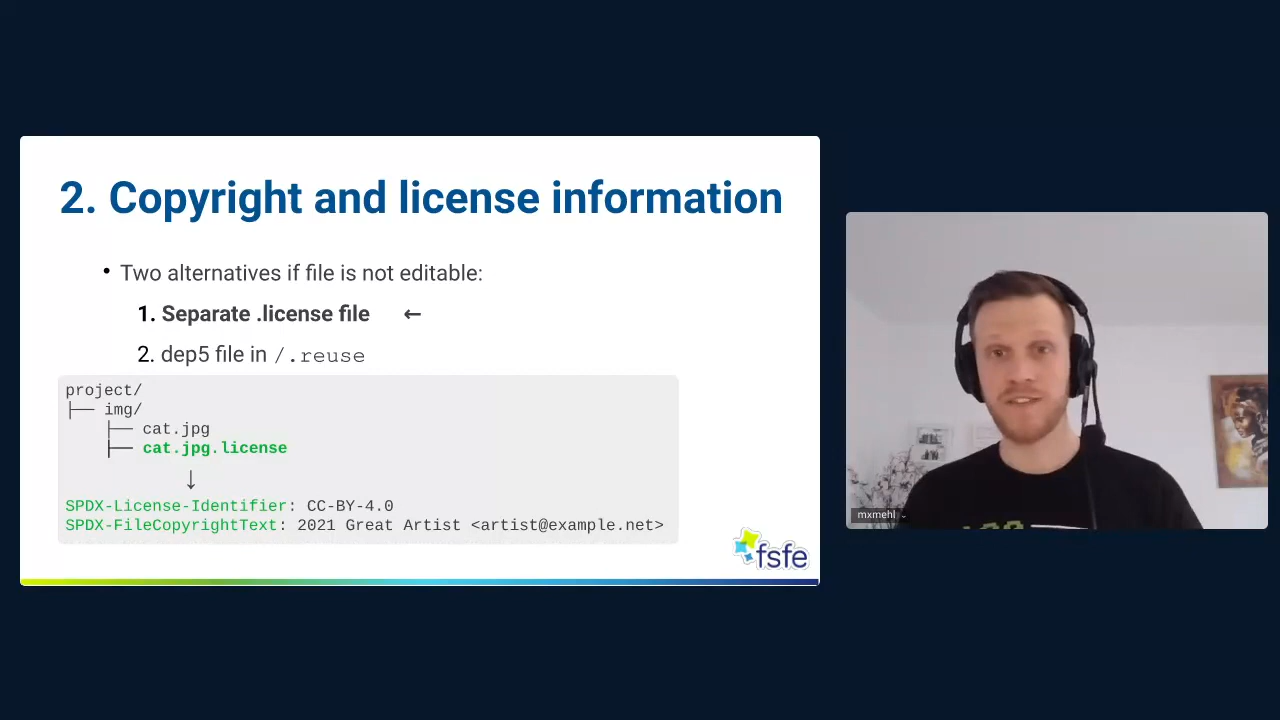 2. Copyright and license information
• Two alternatives if file is not editable:
1. Separate .license file ←
2. dep5 file in /.reuse
project/
├── img/
├── cat.jpg
├── cat.jpg.license
↓
SPDX-License-Identifier: CC-BY-4.0
SPDX-FileCopyrightText: 2021 Great Artist <artist@example.net>
fsfe
mxmehl